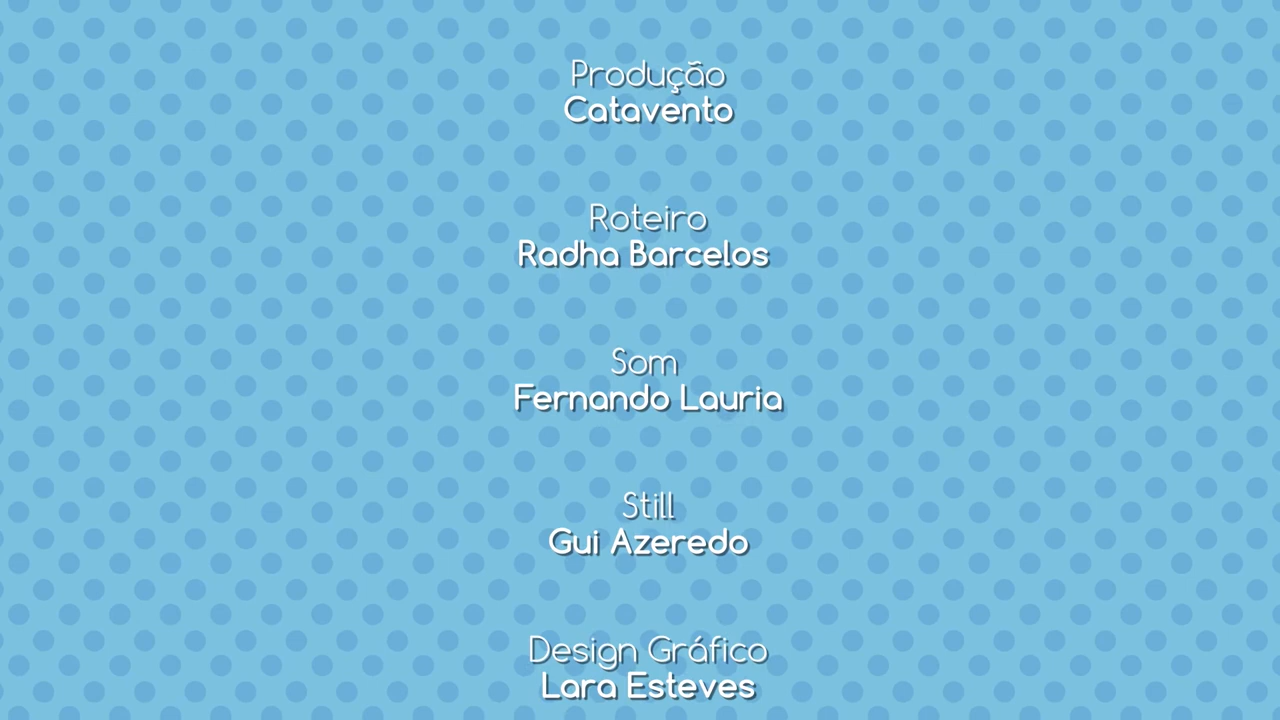 Produção
Catavento
Roteiro
Radha Barcelos
Som
Fernando Lauria
Still
Gui Azeredo
Design Gráfico
Lara Esteves